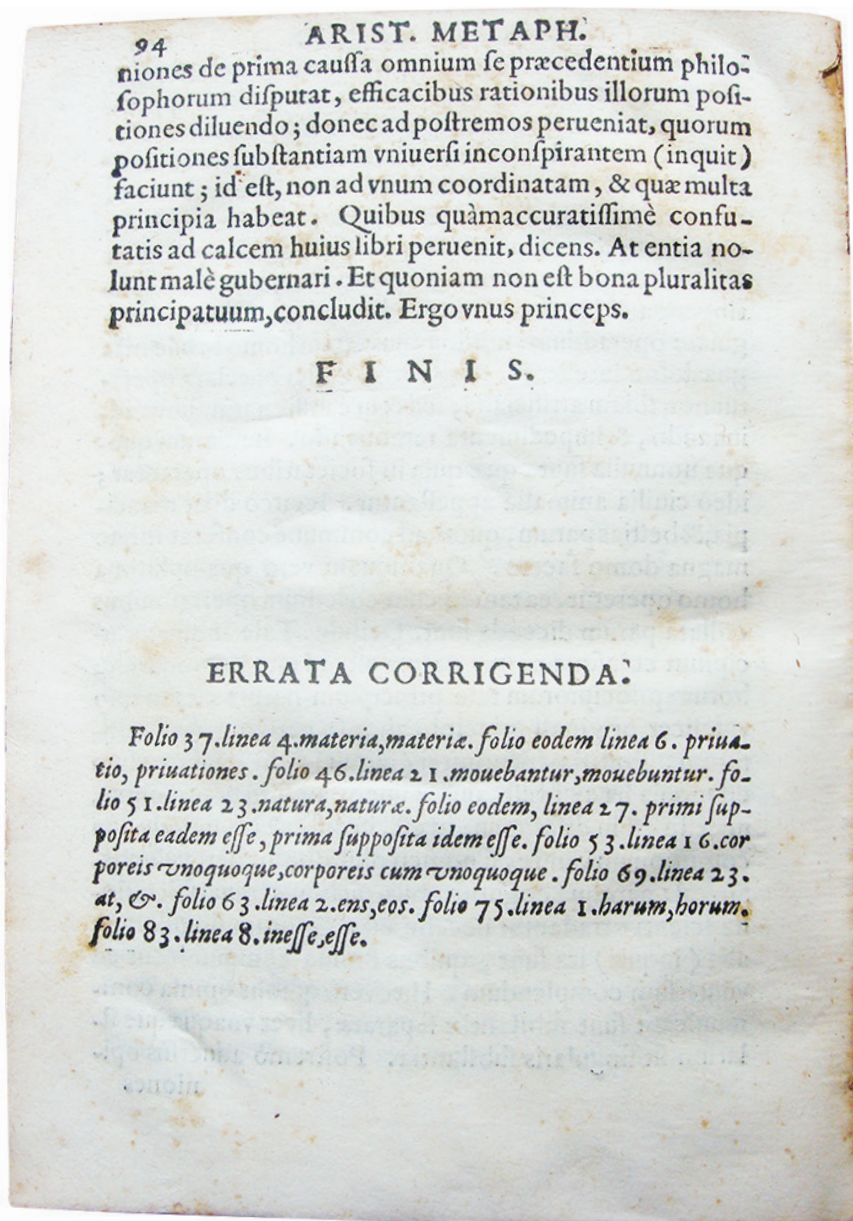 94 ARIST. METAPH.
niones de prima cauſſa omnium ſe præcedentium philo-
ſophorum diſputat, efficacibus rationibus illorum poſi-
tiones diluendo; donec ad poſtremos perueniat, quorum
poſitiones ſubſtantiam vniuerſi inconſpirantem (inquit)
faciunt; id eſt, non ad vnum coordinatam, & quæ multa
principia habeat. Quibus quàmaccuratiſſimè confu-
tatis ad calcem huius libri peruenit, dicens. At entia no-
lunt malè gubernari. Et quoniam non eſt bona pluralitas
principatuum, concludit. Ergo vnus princeps.
F I N I S.
ERRATA CORRIGENDA.
Folio 37. linea 4. materia, materiæ. folio eodem linea 6. priua-
tio, priuationes. folio 46. linea 21. mouebantur, mouebuntur. fo-
lio 51. linea 23. natura, naturæ. folio eodem, linea 27. primi ſup-
poſita eadem eſſe, prima ſuppoſita idem eſſe. folio 53. linea 16. cor
poreis vnoquoque, corporeis cum vnoquoque. folio 69. linea 23.
at, &. folio 63. linea 2. ens, eos. folio 75. linea 1. harum, horum.
folio 83. linea 8. ineſſe, eſſe.